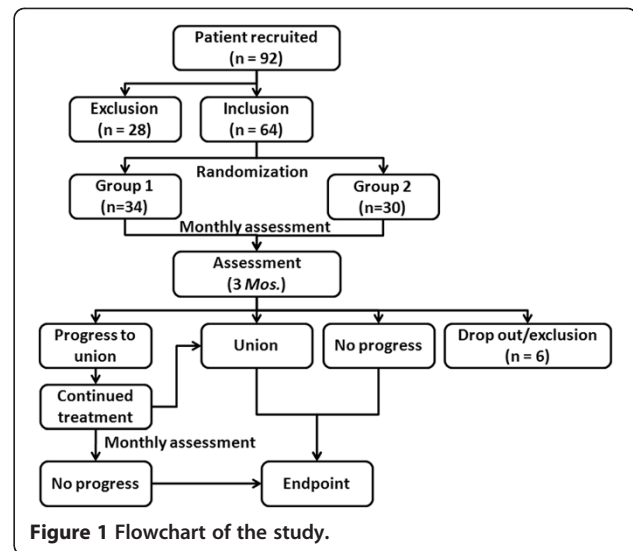 Patient recruited
(n = 92)
Exclusion
(n = 28)
Inclusion
(n = 64)
Randomization
Group 1
(n=34)
Group 2
(n=30)
Monthly assessment
Assessment
(3 Mos.)
Progress to
union
Union
No progress
Drop out/exclusion
(n = 6)
Continued
treatment
Monthly assessment
No progress
Endpoint
Figure 1 Flowchart of the study.